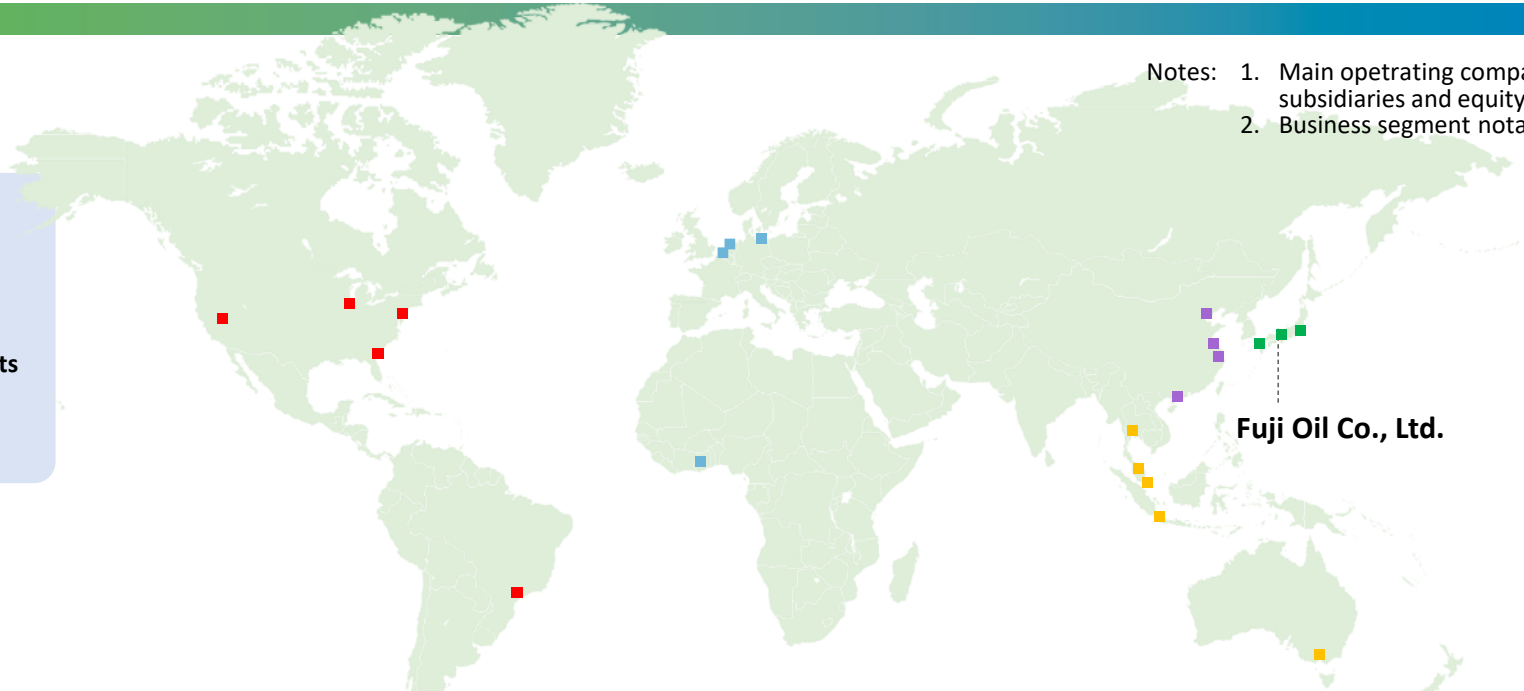 Notes: 1. Main opetrating compa
subsidiaries and equity
2. Business segment nota
ts
Fuji Oil Co., Ltd.